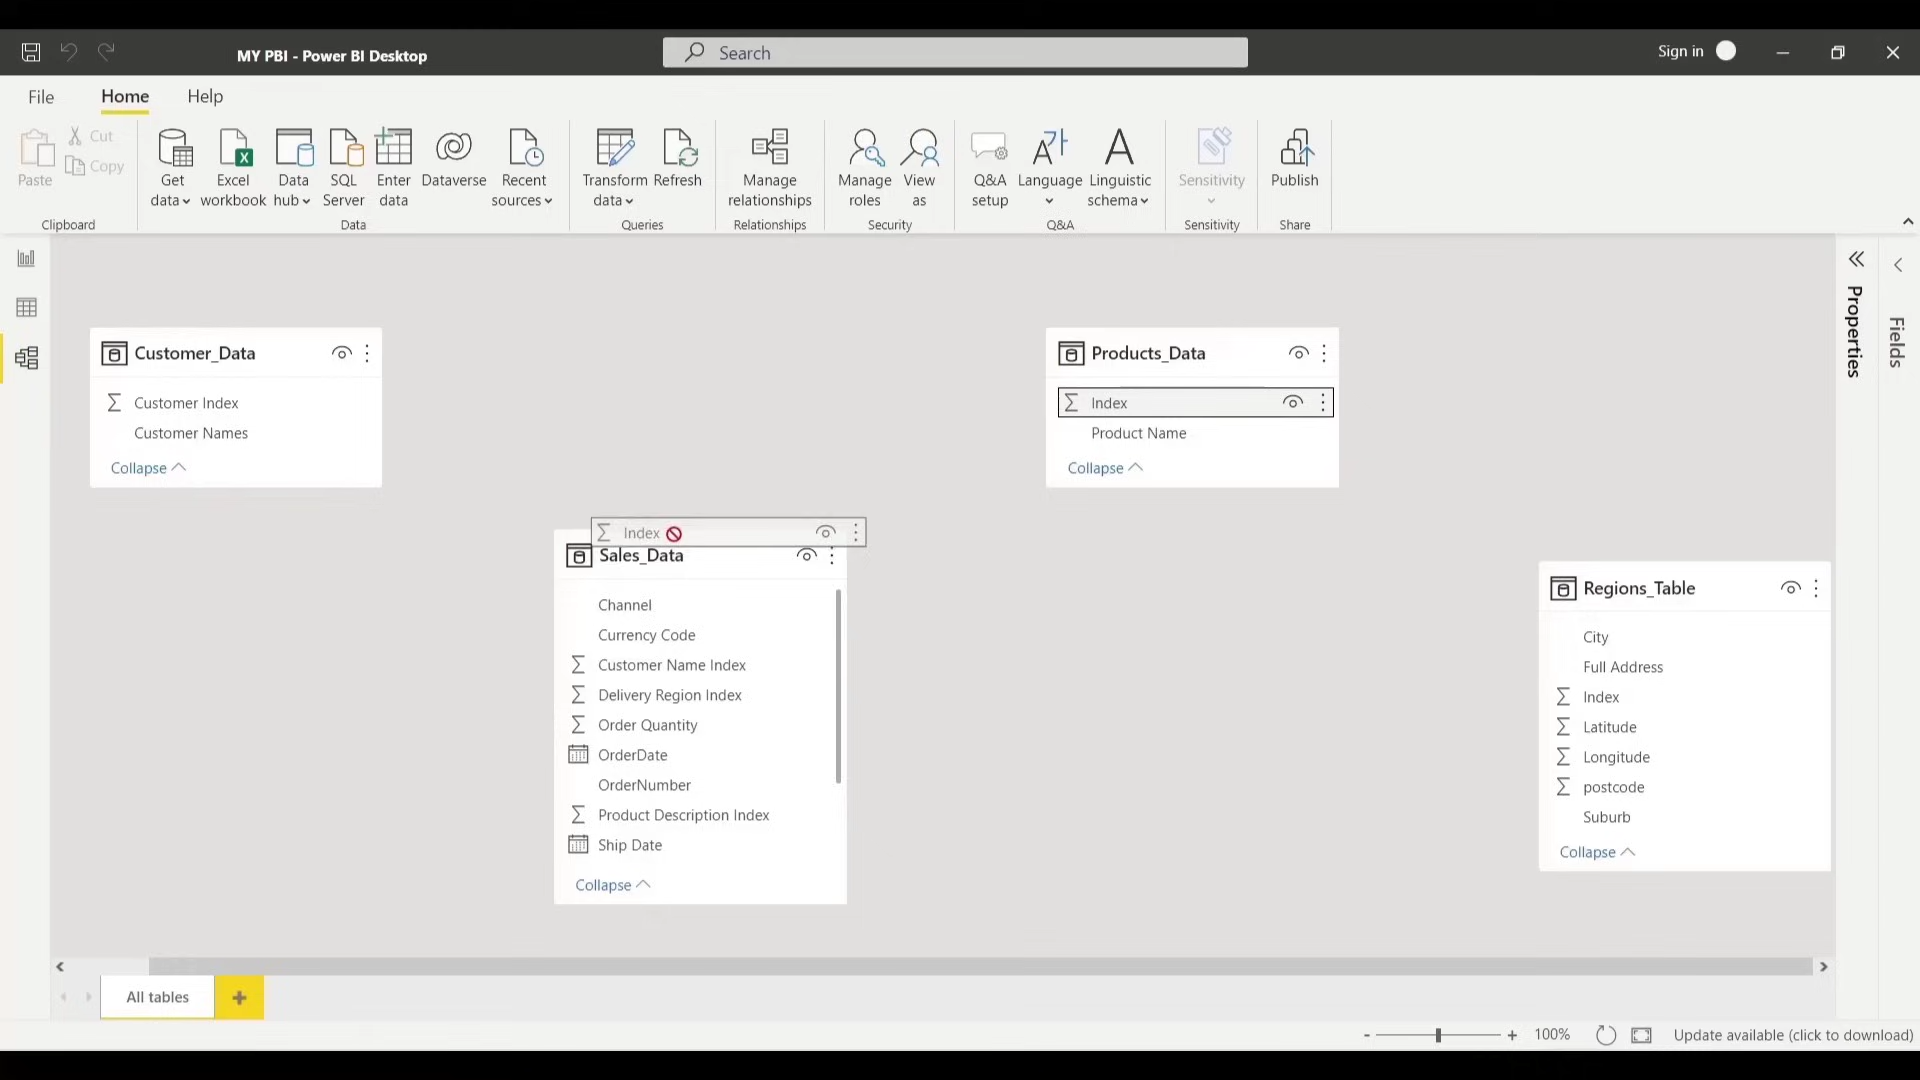 MY PBI - Power BI Desktop
Search
Sign in
File
Home
Help
Paste
Cut
Copy
Clipboard
Get data
Excel workbook
Data hub
SQL Server
Enter data
Dataverse
Recent sources
Data
Transform data
Refresh
Queries
Manage relationships
Relationships
Manage roles
View as
Security
Q&A setup
Language
Linguistic schema
Q&A
Sensitivity
Sensitivity
Publish
Share
Properties
Fields
Customer_Data
Customer Index
Customer Names
Collapse
Products_Data
Index
Product Name
Collapse
Index
Sales_Data
Channel
Currency Code
Customer Name Index
Delivery Region Index
Order Quantity
OrderDate
OrderNumber
Product Description Index
Ship Date
Collapse
Regions_Table
City
Full Address
Index
Latitude
Longitude
postcode
Suburb
Collapse
All tables
- + 100%
Update available (click to download)